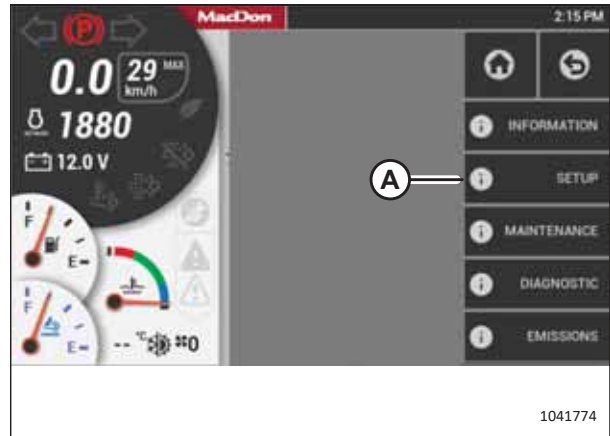 MacDon
2:15 PM
P
0.0 29 MAX km/h
1880
12.0 V
A
INFORMATION
SETUP
MAINTENANCE
DIAGNOSTIC
EMISSIONS
F
E
F
E
-- °C 0
1041774